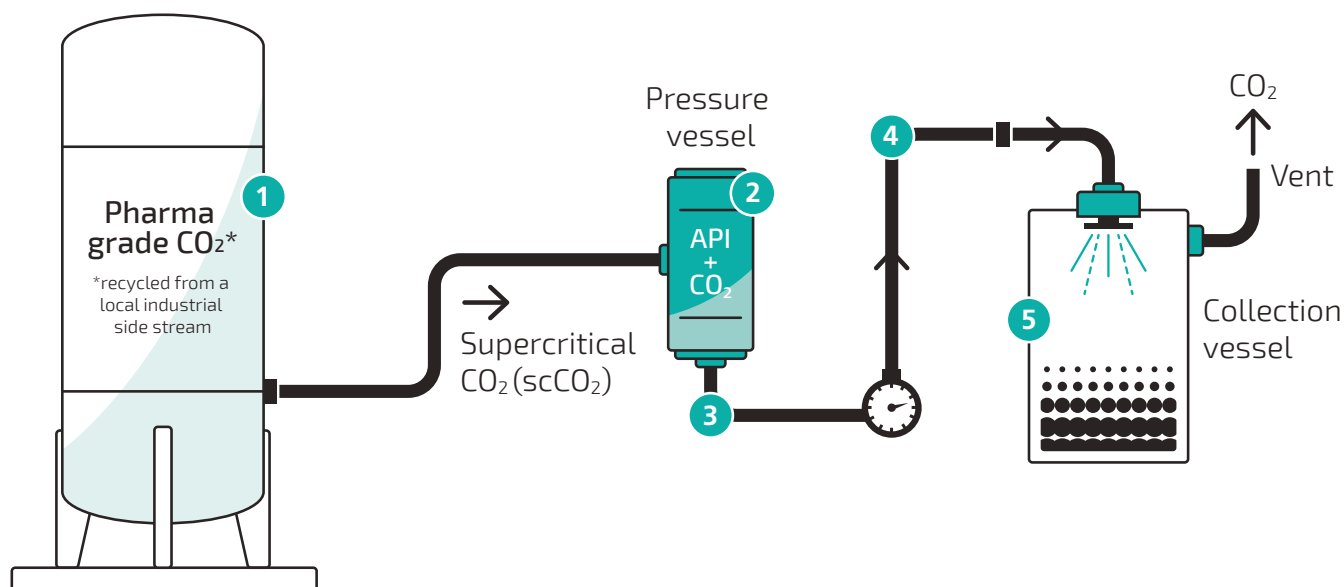 1
Pharma
grade CO₂*
*recycled from a
local industrial
side stream
Supercritical
CO₂ (scCO₂)
Pressure
vessel
2
API
+
CO₂
3
4
CO₂
Vent
5
Collection
vessel